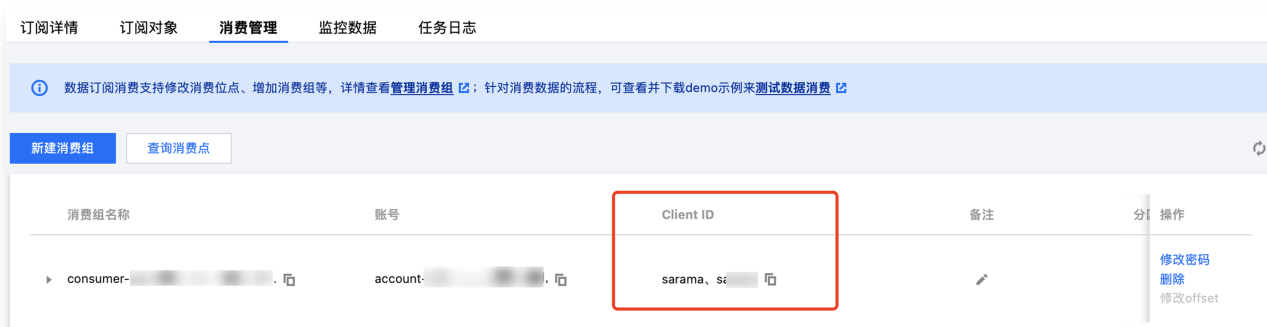 订阅详情 订阅对象 消费管理 监控数据 任务日志
数据订阅消费支持修改消费位点、增加消费组等，详情查看管理消费组；针对消费数据的流程，可查看并下载demo示例来测试数据消费
新建消费组 查询消费点
消费组名称 账号 Client ID 备注 操作
consumer- account- sarama、
修改密码
删除
修改offset